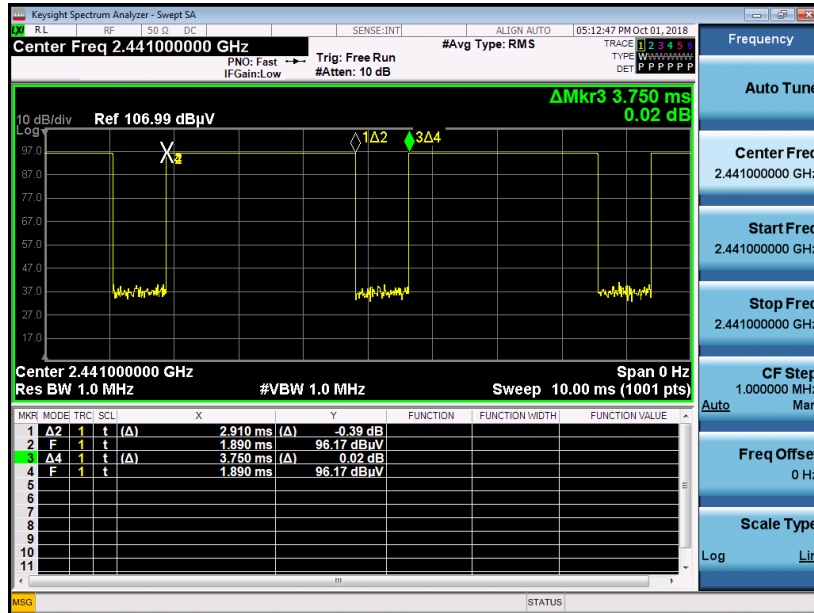 Keysight Spectrum Analyzer - Swept SA
LXI RL RF 50 Ω DC SENSE:INT ALIGN AUTO 05:12:47 PM Oct 01, 2018
Center Freq 2.441000000 GHz #Avg Type: RMS TRACE 1 2 3 4 5 6
PNO: Fast Trig: Free Run TYPE WWWWWW
IFGain:Low #Atten: 10 dB DET P P P P P P
ΔMkr3 3.750 ms
10 dB/div Ref 106.99 dBµV 0.02 dB
Log
97.0 1Δ2 3Δ4
87.0
77.0
67.0
57.0
47.0
37.0
27.0
17.0
Center 2.441000000 GHz Span 0 Hz
Res BW 1.0 MHz #VBW 1.0 MHz Sweep 10.00 ms (1001 pts)
MKR MODE TRC SCL X Y FUNCTION FUNCTION WIDTH FUNCTION VALUE
1 Δ2 1 t (Δ) 2.910 ms (Δ) -0.39 dB
2 F 1 t 1.890 ms 96.17 dBµV
3 Δ4 1 t (Δ) 3.750 ms (Δ) 0.02 dB
4 F 1 t 1.890 ms 96.17 dBµV
5
6
7
8
9
10
11
MSG STATUS
Frequency
Auto Tune
Center Freq
2.441000000 GHz
Start Freq
2.441000000 GHz
Stop Freq
2.441000000 GHz
CF Step
1.000000 MHz
Auto Man
Freq Offset
0 Hz
Scale Type
Log Lin